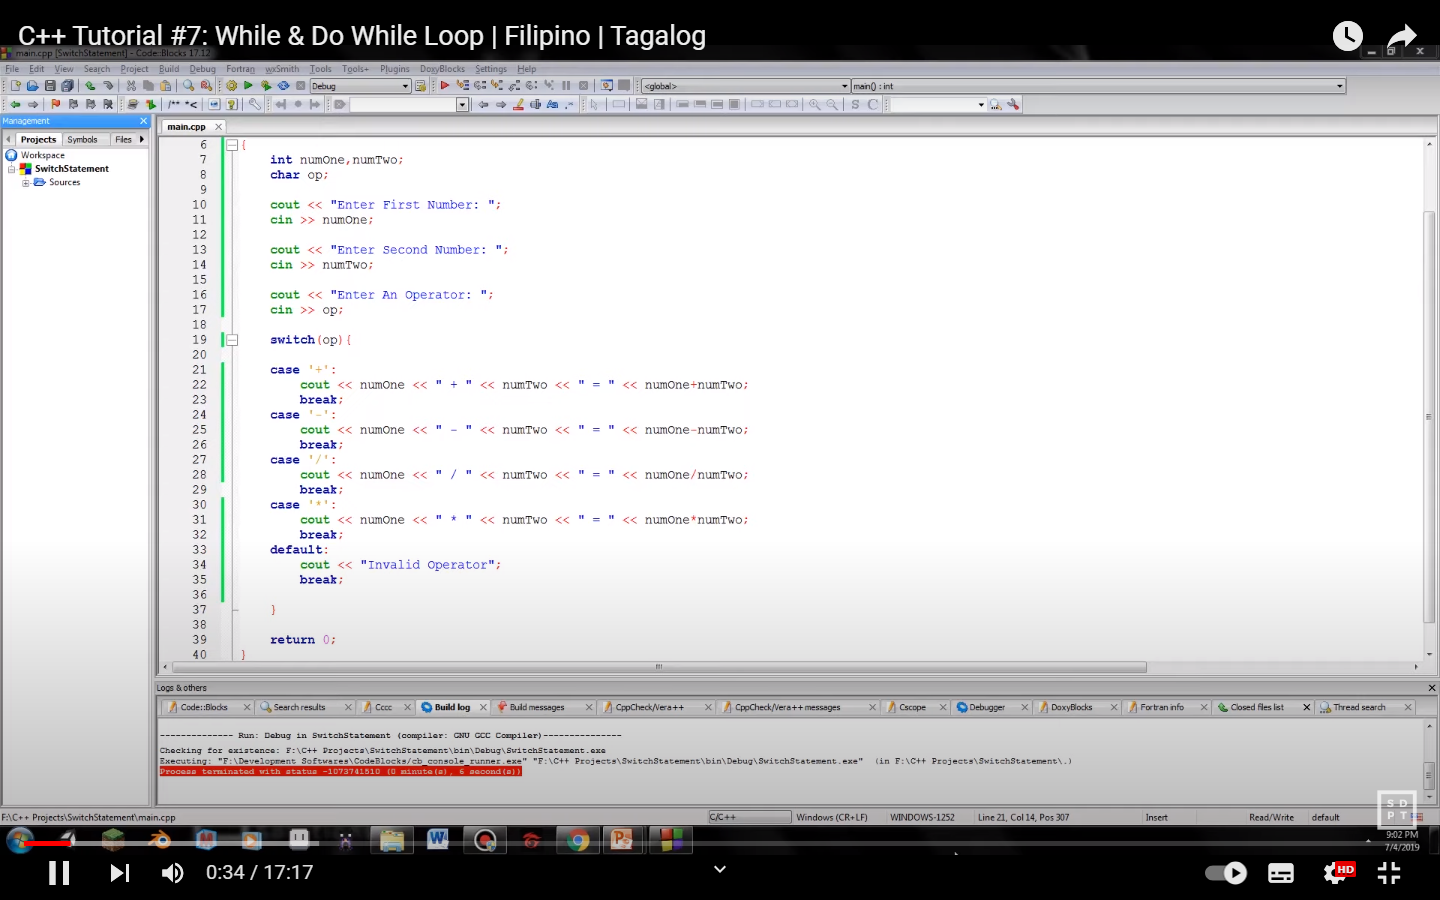 C++ Tutorial #7: While & Do While Loop | Filipino | Tagalog
main.cpp [SwitchStatement] - Code::Blocks 17.12
File Edit View Search Project Build Debug Fortran wxSmith Tools Tools+ Plugins DoxyBlocks Settings Help
Debug <global> main() : int
/** *<
Management
main.cpp
Projects Symbols Files
Workspace
SwitchStatement
Sources
6 {
7 int numOne,numTwo;
8 char op;
9
10 cout << "Enter First Number: ";
11 cin >> numOne;
12
13 cout << "Enter Second Number: ";
14 cin >> numTwo;
15
16 cout << "Enter An Operator: ";
17 cin >> op;
18
19 switch(op){
20
21 case '+':
22 cout << numOne << " + " << numTwo << " = " << numOne+numTwo;
23 break;
24 case '-':
25 cout << numOne << " - " << numTwo << " = " << numOne-numTwo;
26 break;
27 case '/':
28 cout << numOne << " / " << numTwo << " = " << numOne/numTwo;
29 break;
30 case '*':
31 cout << numOne << " * " << numTwo << " = " << numOne*numTwo;
32 break;
33 default:
34 cout << "Invalid Operator";
35 break;
36
37 }
38
39 return 0;
40 }
Logs & others
Code::Blocks Search results Cccc Build log Build messages CppCheck/Vera++ CppCheck/Vera++ messages Cscope Debugger DoxyBlocks Fortran info Closed files list Thread search
-------------- Run: Debug in SwitchStatement (compiler: GNU GCC Compiler)---------------
Checking for existence: F:\C++ Projects\SwitchStatement\bin\Debug\SwitchStatement.exe
Executing: "F:\Development Softwares\CodeBlocks/cb_console_runner.exe" "F:\C++ Projects\SwitchStatement\bin\Debug\SwitchStatement.exe" (in F:\C++ Projects\SwitchStatement\.)
Process terminated with status -1073741510 (0 minute(s), 6 second(s))
SD
PT
F:\C++ Projects\SwitchStatement\main.cpp C/C++ Windows (CR+LF) WINDOWS-1252 Line 21, Col 14, Pos 307 Insert Read/Write default
9:02 PM
7/4/2019
0:34 / 17:17
HD